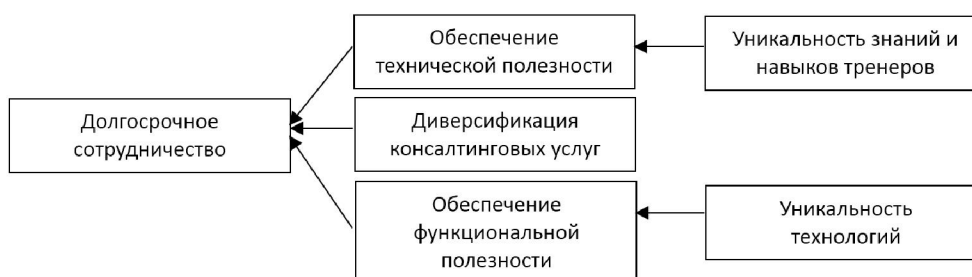 Долгосрочное
сотрудничество
Обеспечение
технической полезности
Диверсификация
консалтинговых услуг
Обеспечение
функциональной
полезности
Уникальность знаний и
навыков тренеров
Уникальность
технологий